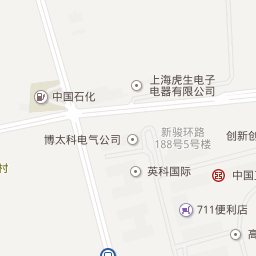 上海虎生电子
电器有限公司
中国石化
新骏环路
188号5号楼
博太科电气公司
创新创
英科国际
村
中国工
711便利店
高